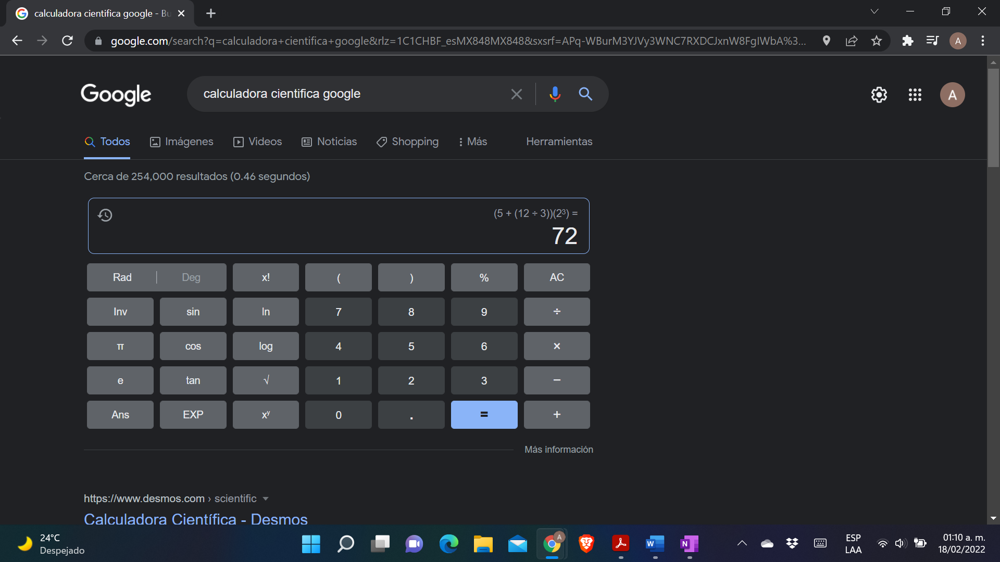 calculadora cientifica google - Bu
google.com/search?q=calculadora+cientifica+google&rlz=1C1CHBF_esMX848MX848&sxsrf=APq-WBurM3YJVy3WNC7RXDCJxnW8FgIWbA%3...
A
Google
calculadora cientifica google
A
Todos Imágenes Videos Noticias Shopping Más Herramientas
Cerca de 254,000 resultados (0.46 segundos)
(5 + (12 ÷ 3))(2³) =
72
Rad | Deg x! ( ) % AC
Inv sin ln 7 8 9 ÷
π cos log 4 5 6 ×
e tan √ 1 2 3 −
Ans EXP xʸ 0 . = +
Más información
https://www.desmos.com › scientific
Calculadora Científica - Desmos
24°C
Despejado
A
W
N
ESP
LAA
01:10 a. m.
18/02/2022